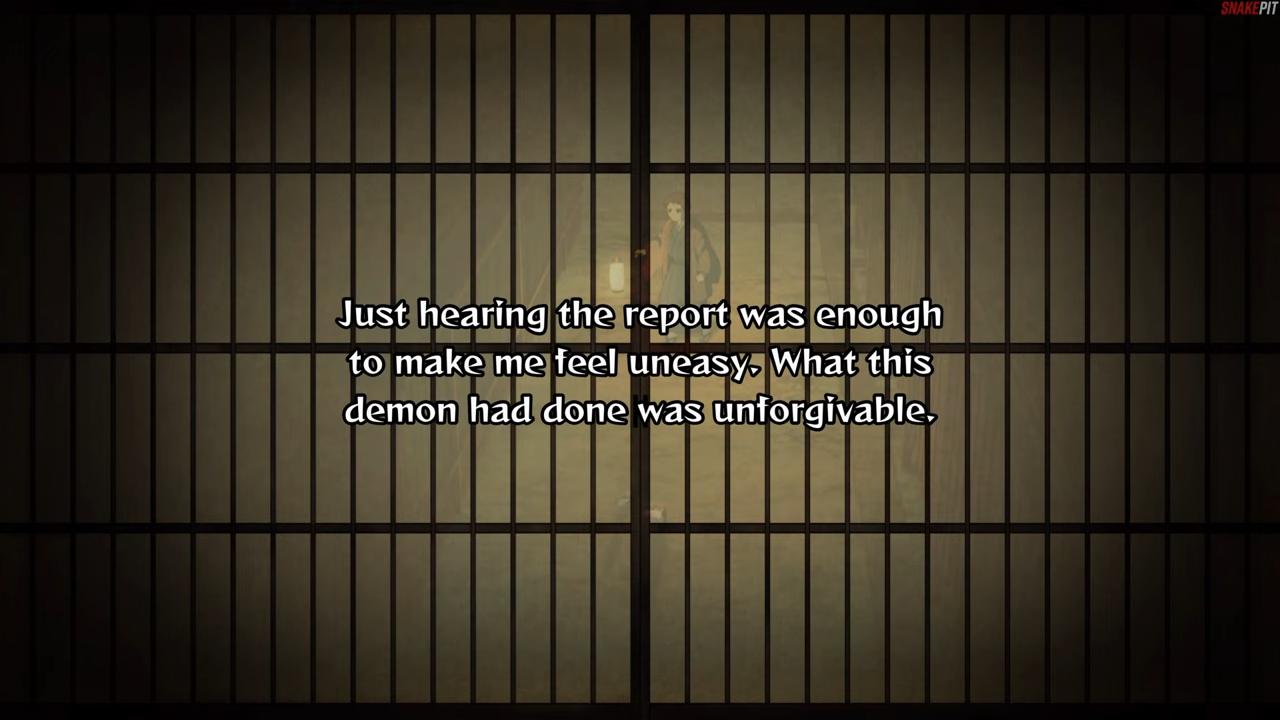 SNAKEPIT
Just hearing the report was enough
to make me feel uneasy. What this
demon had done was unforgivable.